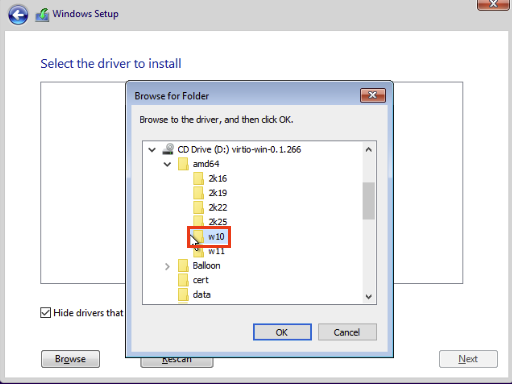 Windows Setup
Select the driver to install
Browse for Folder
Browse to the driver, and then click OK.
CD Drive (D:) virtio-win-0.1.266
amd64
2k16
2k19
2k22
2k25
w10
w11
Balloon
cert
data
Hide drivers that
OK
Cancel
Browse
Rescan
Next